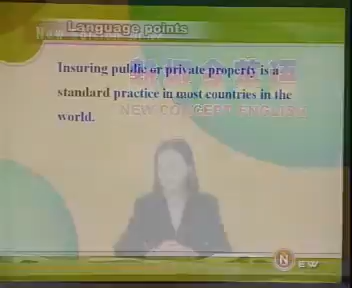 Language points
Insuring public or private property is a
standard practice in most countries in the
world.
NEW CONCEPT ENGLISH
N EW